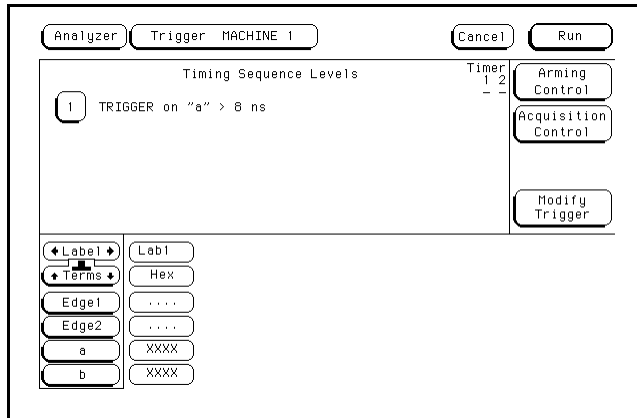 Analyzer Trigger MACHINE 1 Cancel Run
Timing Sequence Levels
Timer
1 2
- -
1 TRIGGER on "a" > 8 ns
Arming
Control
Acquisition
Control
Modify
Trigger
Label Lab1
Terms Hex
Edge1 ....
Edge2 ....
a XXXX
b XXXX